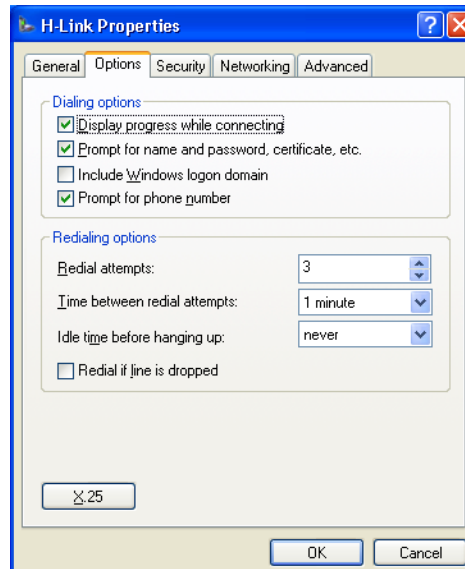 H-Link Properties
General Options Security Networking Advanced
Dialing options
Display progress while connecting
Prompt for name and password, certificate, etc.
Include Windows logon domain
Prompt for phone number
Redialing options
Redial attempts: 3
Time between redial attempts: 1 minute
Idle time before hanging up: never
Redial if line is dropped
X.25
OK Cancel